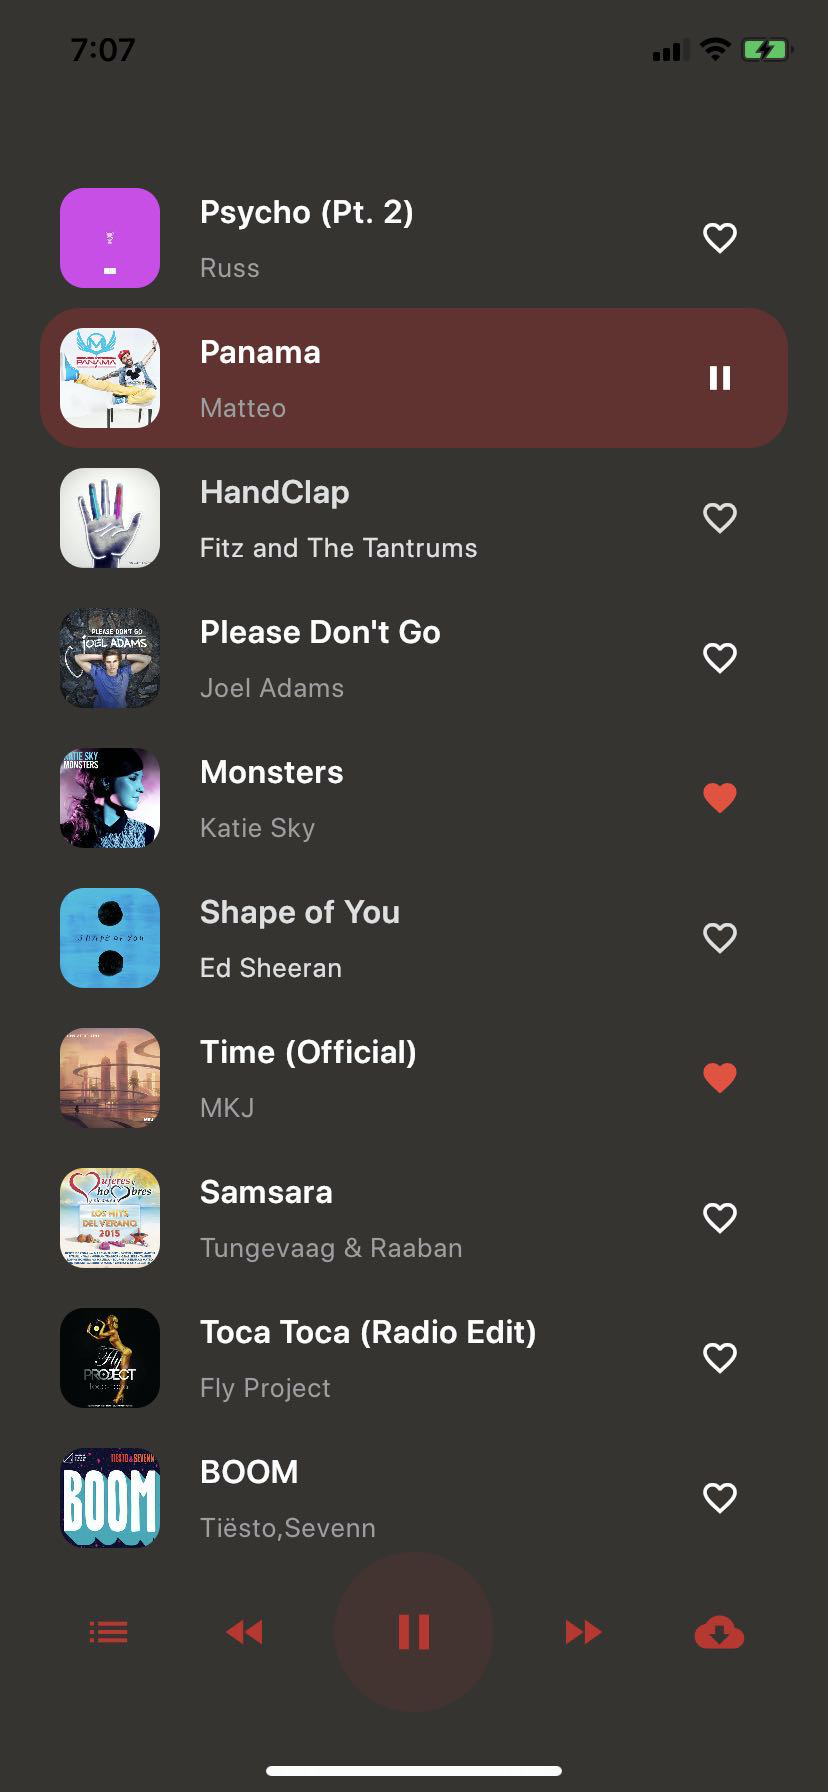 7:07
Psycho (Pt. 2)
Russ
PANAMA
Panama
Matteo
HandClap
Fitz and The Tantrums
PLEASE DON'T GO
JOEL ADAMS
Please Don't Go
Joel Adams
KATIE SKY
MONSTERS
Monsters
Katie Sky
SHAPE OF YOU
Shape of You
Ed Sheeran
MKJ
Time (Official)
MKJ
Mujeres y
hombres
LOS HITS
DEL VERANO
2015
Samsara
Tungevaag & Raaban
Fly
PROJECT
Toca Toca (Radio Edit)
Fly Project
TIËSTO & SEVENN
BOOM
BOOM
Tiësto,Sevenn